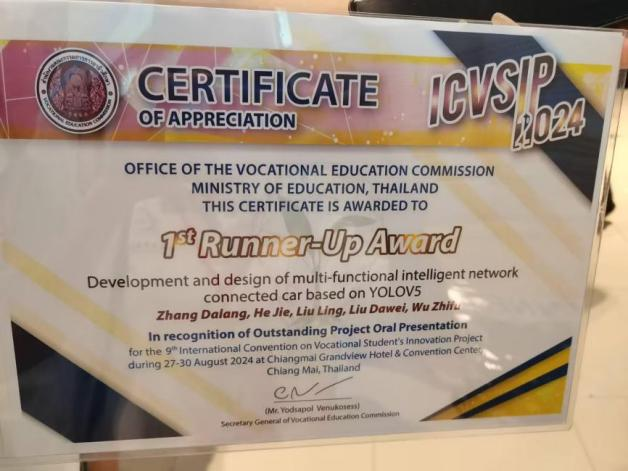 CERTIFICATE
OF APPRECIATION
ICVSIP
2024
VOCATIONAL EDUCATION COMMISSION
OFFICE OF THE VOCATIONAL EDUCATION COMMISSION
MINISTRY OF EDUCATION, THAILAND
THIS CERTIFICATE IS AWARDED TO
1st Runner-Up Award
Development and design of multi-functional intelligent network
connected car based on YOLOV5
Zhang Dalang, He Jie, Liu Ling, Liu Dawei, Wu Zhifu
In recognition of Outstanding Project Oral Presentation
for the 9th International Convention on Vocational Student's Innovation Project
during 27-30 August 2024 at Chiangmai Grandview Hotel & Convention Center,
Chiang Mai, Thailand
(Mr. Yodsapol Venukosess)
Secretary General of Vocational Education Commission